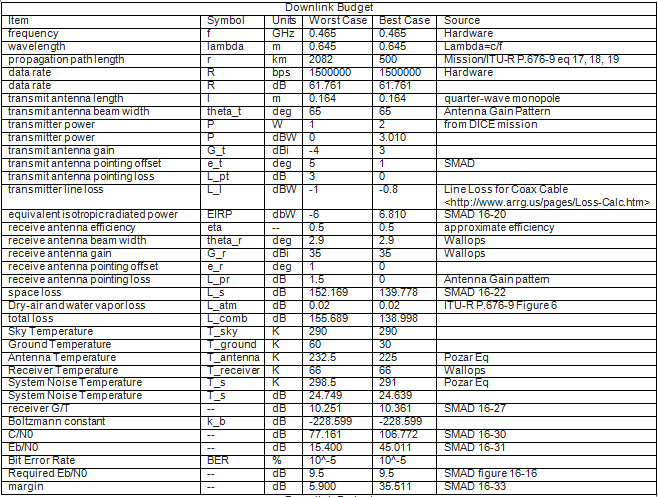 Downlink Budget
Item Symbol Units Worst Case Best Case Source
frequency f GHz 0.465 0.465 Hardware
wavelength lambda m 0.645 0.645 Lambda=c/f
propagation path length r km 2082 500 Mission/ITU-R P.676-9 eq 17, 18, 19
data rate R bps 1500000 1500000 Hardware
data rate R dB 61.761 61.761
transmit antenna length l m 0.164 0.164 quarter-wave monopole
transmit antenna beam width theta_t deg 65 65 Antenna Gain Pattern
transmitter power P W 1 2 from DICE mission
transmitter power P dBW 0 3.010
transmit antenna gain G_t dBi -4 3
transmit antenna pointing offset e_t deg 5 1 SMAD
transmit antenna pointing loss L_pt dB 3 0
transmitter line loss L_l dBW -1 -0.8 Line Loss for Coax Cable
<http://www.arrg.us/pages/Loss-Calc.htm>
equivalent isotropic radiated power EIRP dbW -6 6.810 SMAD 16-20
receive antenna efficiency eta -- 0.5 0.5 approximate efficiency
receive antenna beam width theta_r deg 2.9 2.9 Wallops
receive antenna gain G_r dBi 35 35 Wallops
receive antenna pointing offset e_r deg 1 0
receive antenna pointing loss L_pr dB 1.5 0 Antenna Gain pattern
space loss L_s dB 152.169 139.778 SMAD 16-22
Dry-air and water vapor loss L_atm dB 0.02 0.02 ITU-R P.676-9 Figure 6
total loss L_comb dB 155.689 138.998
Sky Temperature T_sky K 290 290
Ground Temperature T_ground K 60 30
Antenna Temperature T_antenna K 232.5 225 Pozar Eq
Receiver Temperature T_receiver K 66 66 Wallops
System Noise Temperature T_s K 298.5 291 Pozar Eq
System Noise Temperature T_s dB 24.749 24.639
receiver G/T -- dB 10.251 10.361 SMAD 16-27
Boltzmann constant k_b dB -228.599 -228.599
C/N0 -- dB 77.161 106.772 SMAD 16-30
Eb/N0 -- dB 15.400 45.011 SMAD 16-31
Bit Error Rate BER % 10^-5 10^-5
Required Eb/N0 -- dB 9.5 9.5 SMAD figure 16-16
margin -- dB 5.900 35.511 SMAD 16-33